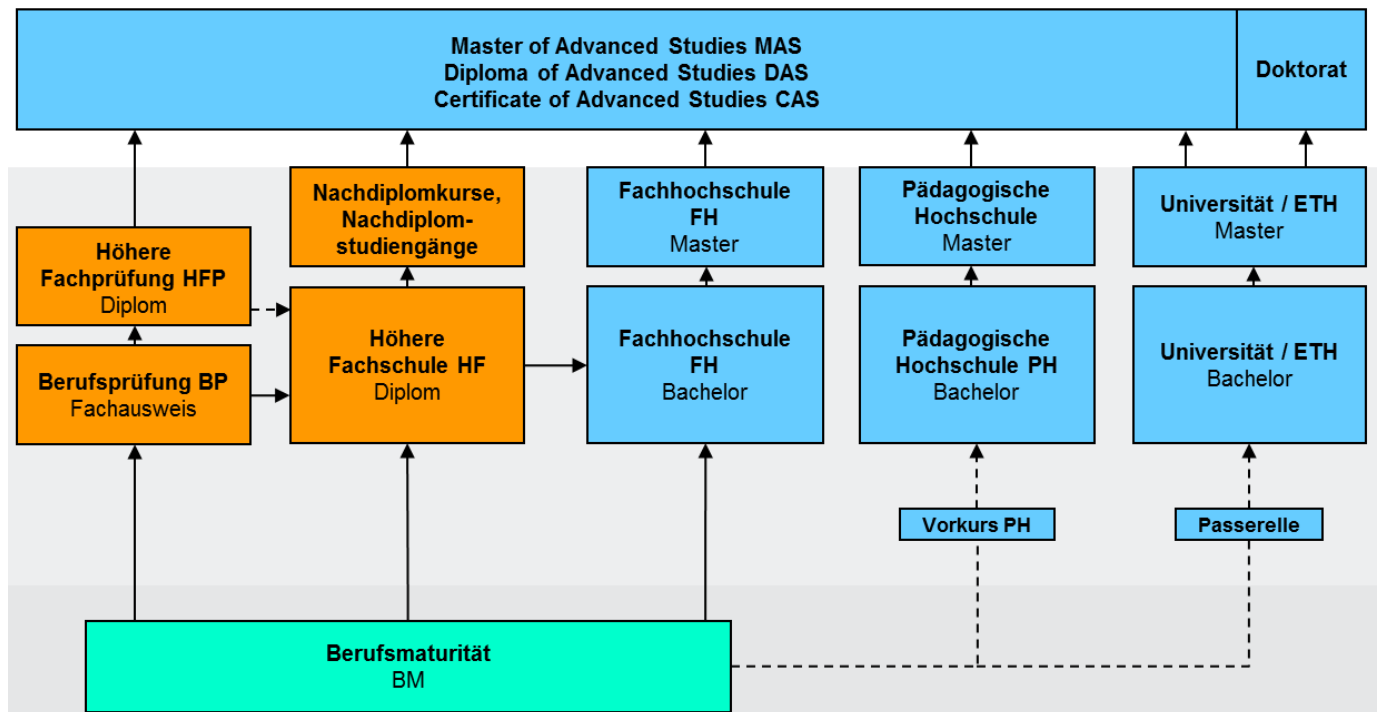 Master of Advanced Studies MAS
Diploma of Advanced Studies DAS
Certificate of Advanced Studies CAS
Doktorat
Höhere
Fachprüfung HFP
Diplom
Nachdiplomkurse,
Nachdiplom-
studiengänge
Fachhochschule
FH
Master
Pädagogische
Hochschule
Master
Universität / ETH
Master
Berufsprüfung BP
Fachausweis
Höhere
Fachschule HF
Diplom
Fachhochschule
FH
Bachelor
Pädagogische
Hochschule PH
Bachelor
Universität / ETH
Bachelor
Vorkurs PH
Passerelle
Berufsmaturität
BM